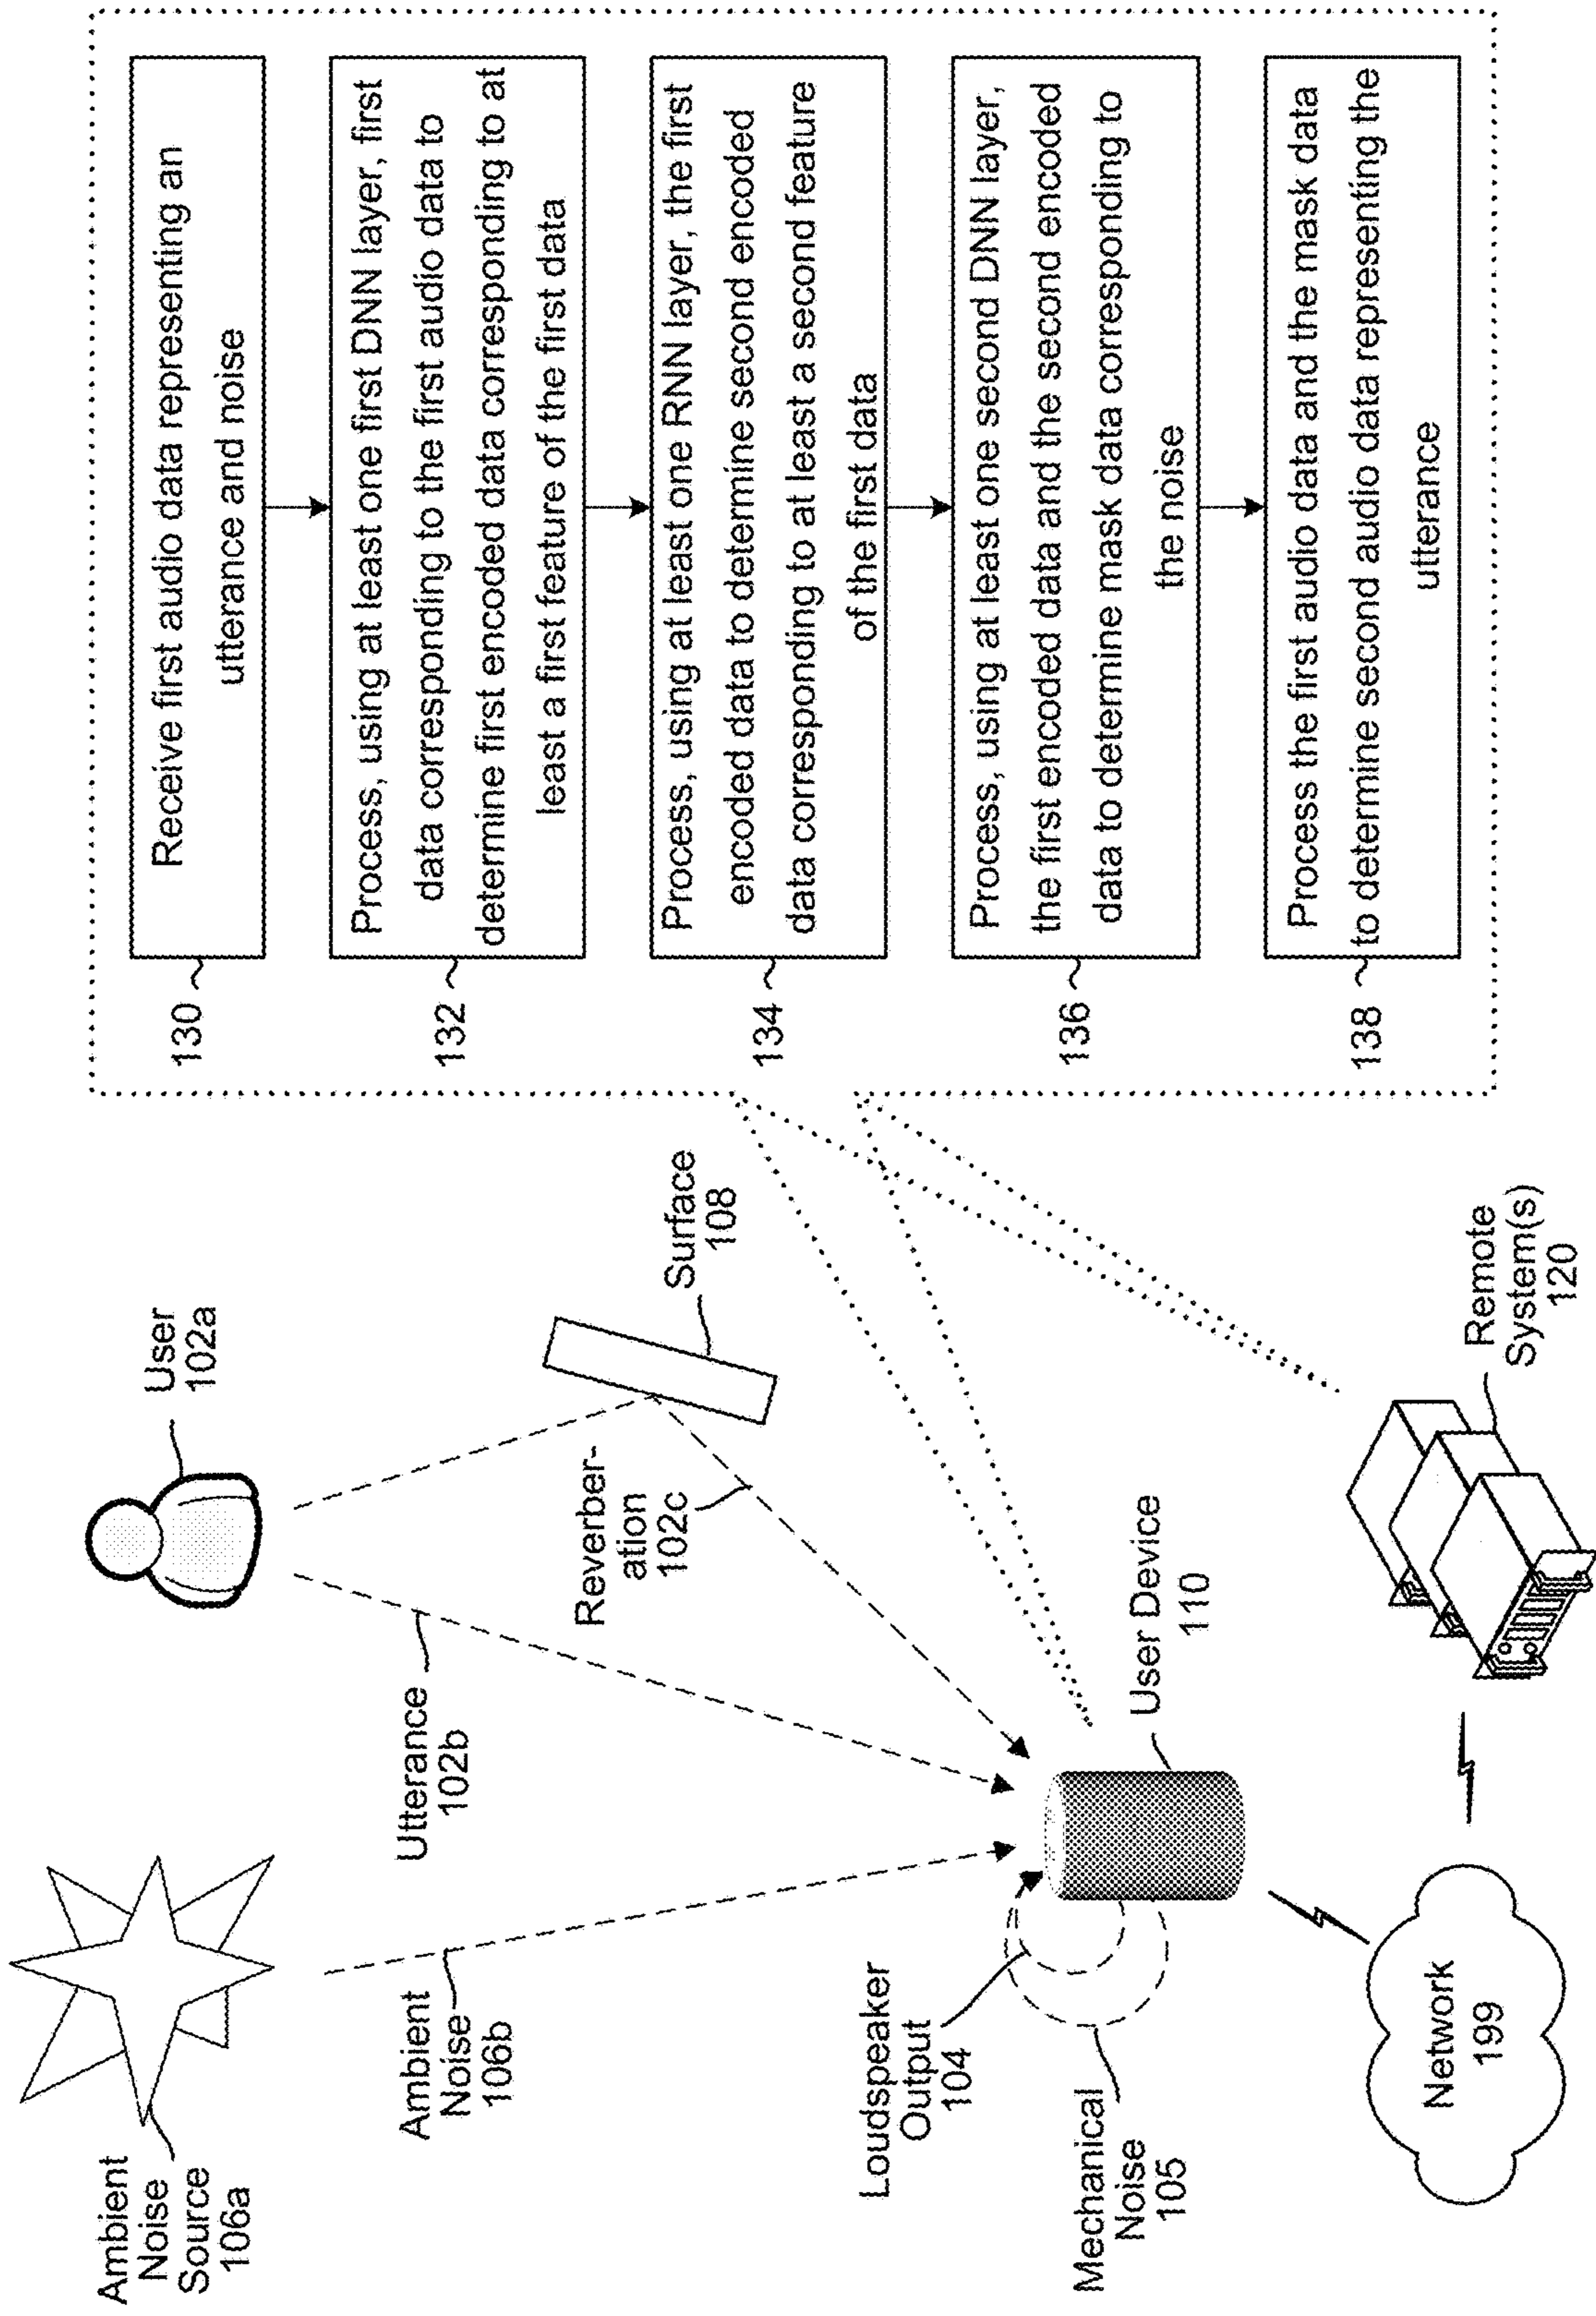 Ambient
Noise
Source
106a
User
102a
Ambient
Noise
106b
Utterance
102b
Reverber-
ation
102c
Surface
108
Loudspeaker
Output
104
Mechanical
Noise
105
User Device
110
Network
199
Remote
System(s)
120
130
Receive first audio data representing an
utterance and noise
132
Process, using at least one first DNN layer, first
data corresponding to the first audio data to
determine first encoded data corresponding to at
least a first feature of the first data
134
Process, using at least one RNN layer, the first
encoded data to determine second encoded
data corresponding to at least a second feature
of the first data
136
Process, using at least one second DNN layer,
the first encoded data and the second encoded
data to determine mask data corresponding to
the noise
138
Process the first audio data and the mask data
to determine second audio data representing the
utterance